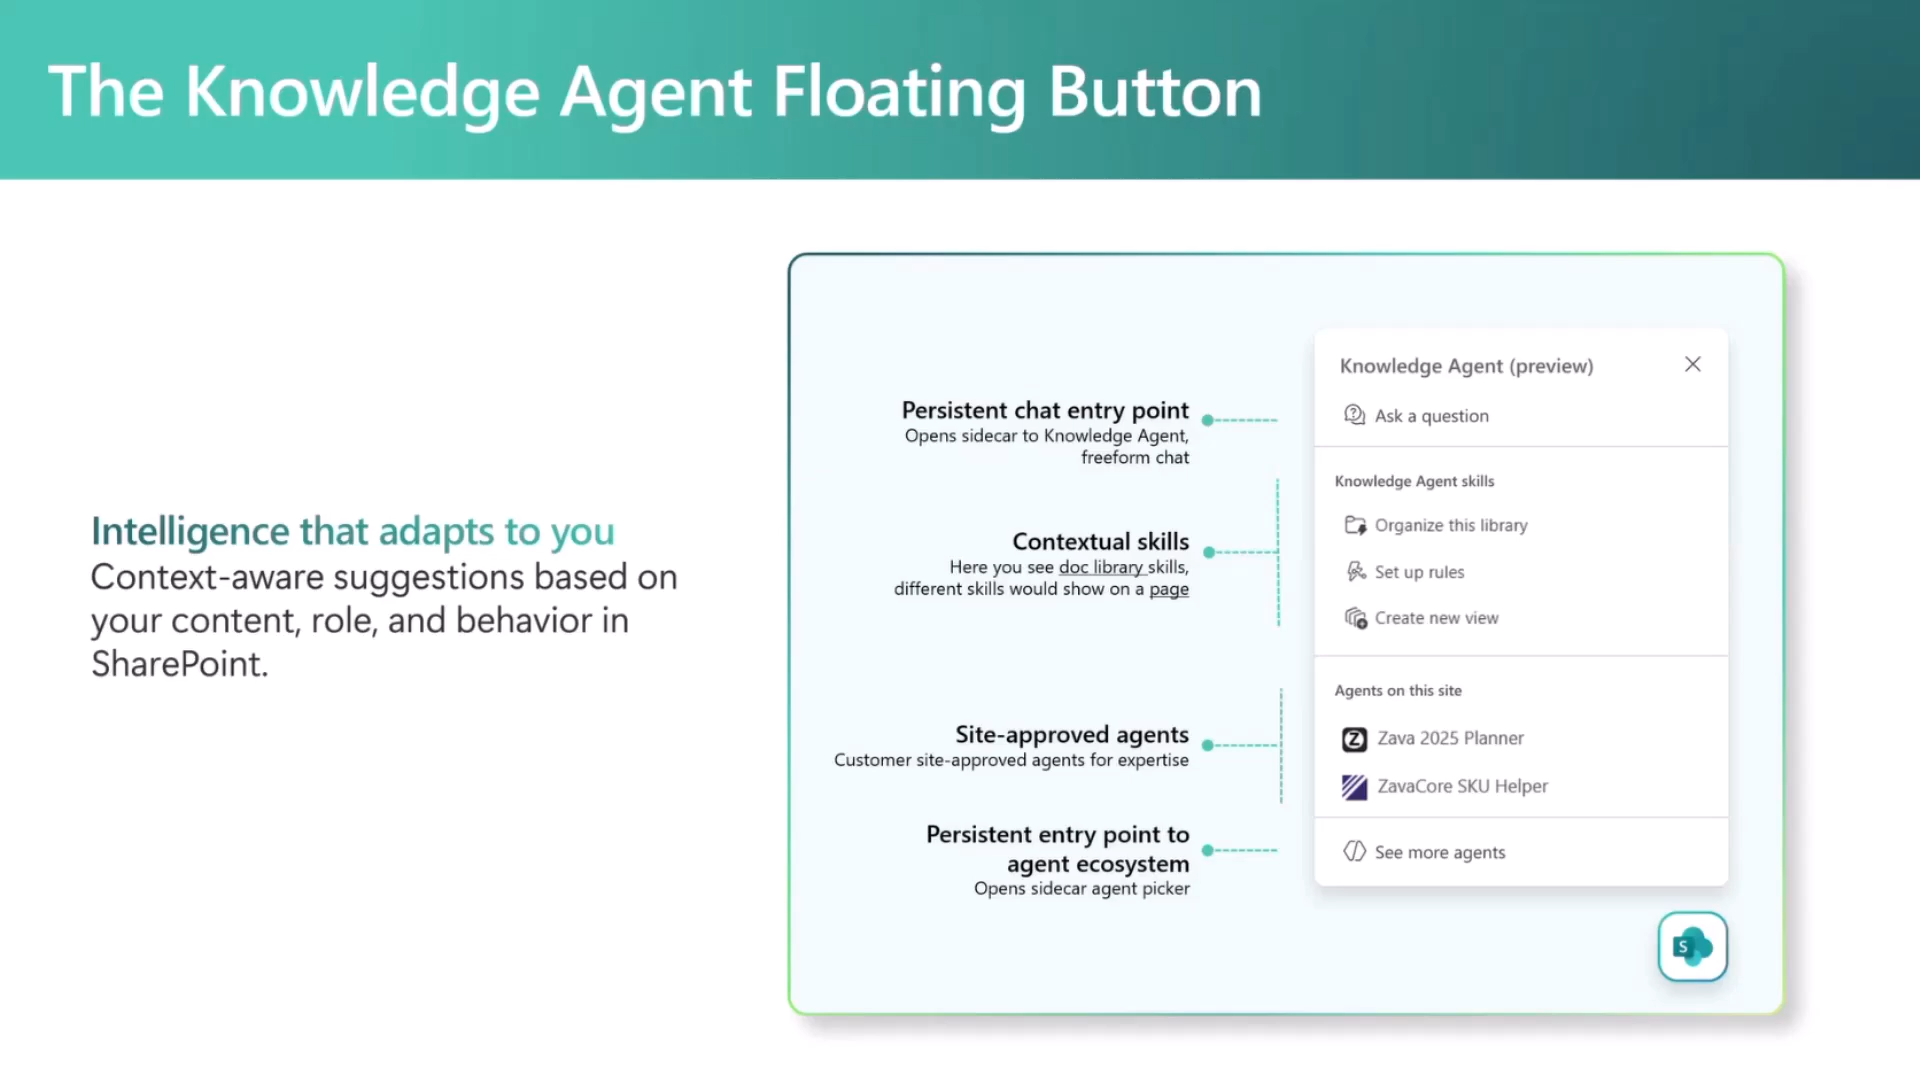 The Knowledge Agent Floating Button
Intelligence that adapts to you
Context-aware suggestions based on
your content, role, and behavior in
SharePoint.
Persistent chat entry point
Opens sidecar to Knowledge Agent,
freeform chat
Contextual skills
Here you see doc library skills,
different skills would show on a page
Site-approved agents
Customer site-approved agents for expertise
Persistent entry point to
agent ecosystem
Opens sidecar agent picker
Knowledge Agent (preview)
Ask a question
Knowledge Agent skills
Organize this library
Set up rules
Create new view
Agents on this site
Z Zava 2025 Planner
ZavaCore SKU Helper
See more agents
S